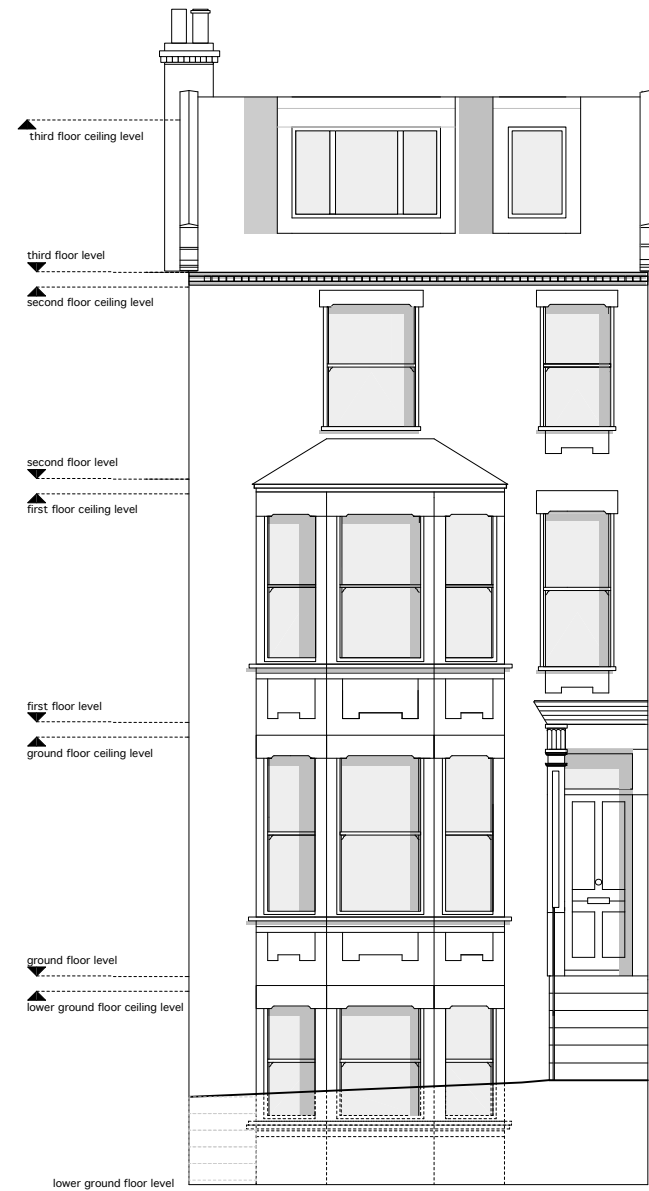 third floor ceiling level
third floor level
second floor ceiling level
second floor level
first floor ceiling level
first floor level
ground floor ceiling level
ground floor level
lower ground floor ceiling level
lower ground floor level